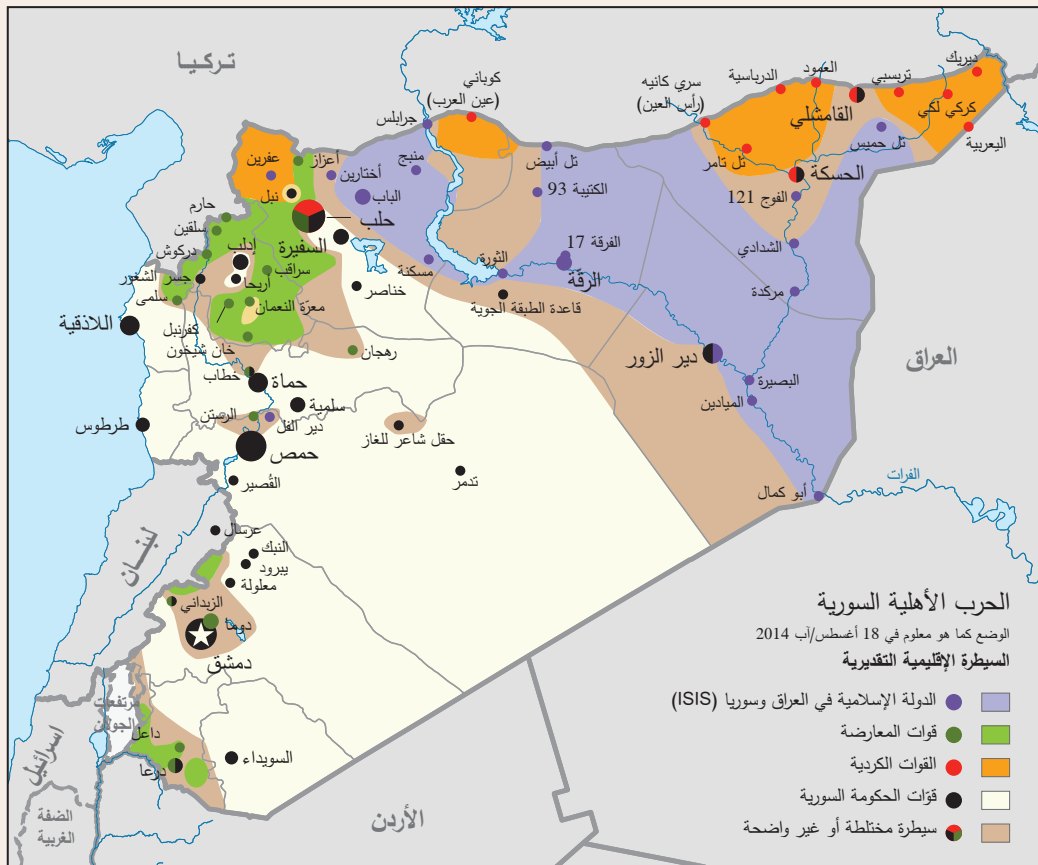 تركيا
ديريك
العمود
تربسبي
الدرباسية
كوباني
(عين العرب)
سري كانيه
(رأس العين)
كركي لكي
القامشلي
جرابلس
اليعربية
تل حميس
تل تامر
أعزاز
عفرين
منبج
تل أبيض
أختارين
الحسكة
الكتيبة 93
الباب
نبل
الفوج 121
حارم
حلب
سلقين
السفيرة
إدلب
دركوش
الفرقة 17
الشدادي
سراقب
الثورة
الرقة
مسكنة
أريحا
جسر الشغور
خناصر
مركدة
سلمى
معرّة النعمان
قاعدة الطبقة الجوية
اللاذقية
كفرنبل
خان شيخون
رهجان
دير الزور
العراق
خطاب
حماة
البصيرة
الميادين
سلمية
الرستن
دير الفل
طرطوس
حقل شاعر للغاز
حمص
تدمر
القُصير
الفرات
أبو كمال
لبنان
عرسال
النبك
يبرود
معلولة
الزبداني
دوما
دمشق
مرتفعات
الجولان
داعل
درعا
السويداء
اسرائيل
الضفة
الغربية
الأردن
الحرب الأهلية السورية
الوضع كما هو معلوم في 18 أغسطس/آب 2014
السيطرة الإقليمية التقديرية
الدولة الإسلامية في العراق وسوريا (ISIS)
قوات المعارضة
القوات الكردية
قوّات الحكومة السورية
سيطرة مختلطة أو غير واضحة